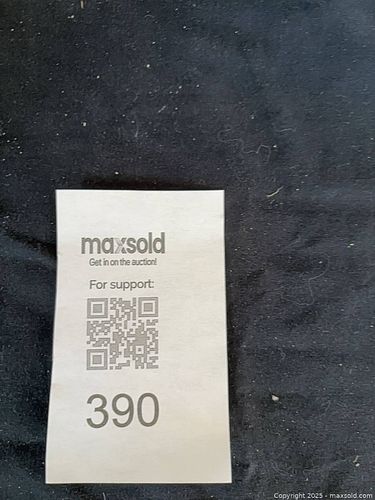 maxsold
Get in on the auction!
For support:
390
Copyright 2025 - maxsold.com